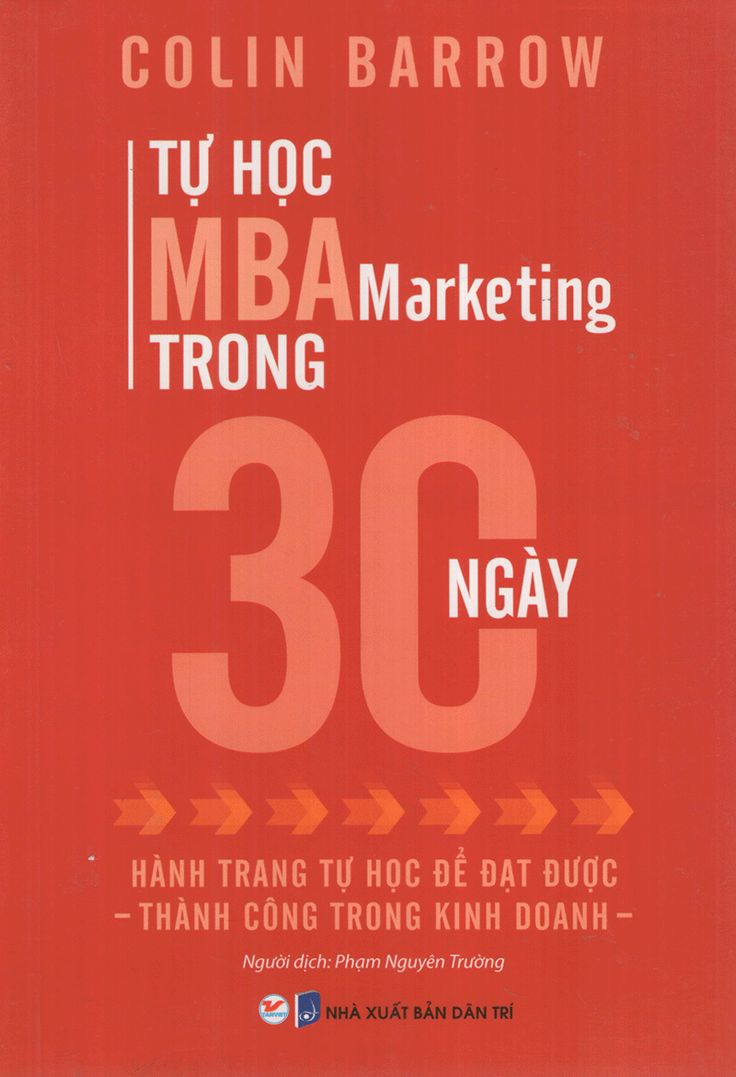 COLIN BARROW
TỰ HỌC
MBA Marketing
TRONG
30
NGÀY
HÀNH TRANG TỰ HỌC ĐỂ ĐẠT ĐƯỢC
– THÀNH CÔNG TRONG KINH DOANH –
Người dịch: Phạm Nguyên Trường
TANVIET NHÀ XUẤT BẢN DÂN TRÍ